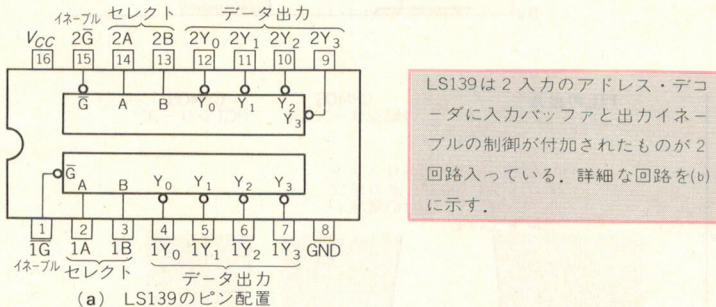 イネーブル セレクト データ出力
VCC 2G̅ 2A 2B 2Y0 2Y1 2Y2 2Y3
16 15 14 13 12 11 10 9
G̅ A B Y0 Y1 Y2 Y3
G̅ A B Y0 Y1 Y2 Y3
1 2 3 4 5 6 7 8
1G̅ 1A 1B 1Y0 1Y1 1Y2 1Y3 GND
イネーブル セレクト データ出力
(a) LS139のピン配置
LS139は2入力のアドレス・デコ
ーダに入力バッファと出力イネー
ブルの制御が付加されたものが2
回路入っている．詳細な回路を(b)
に示す．